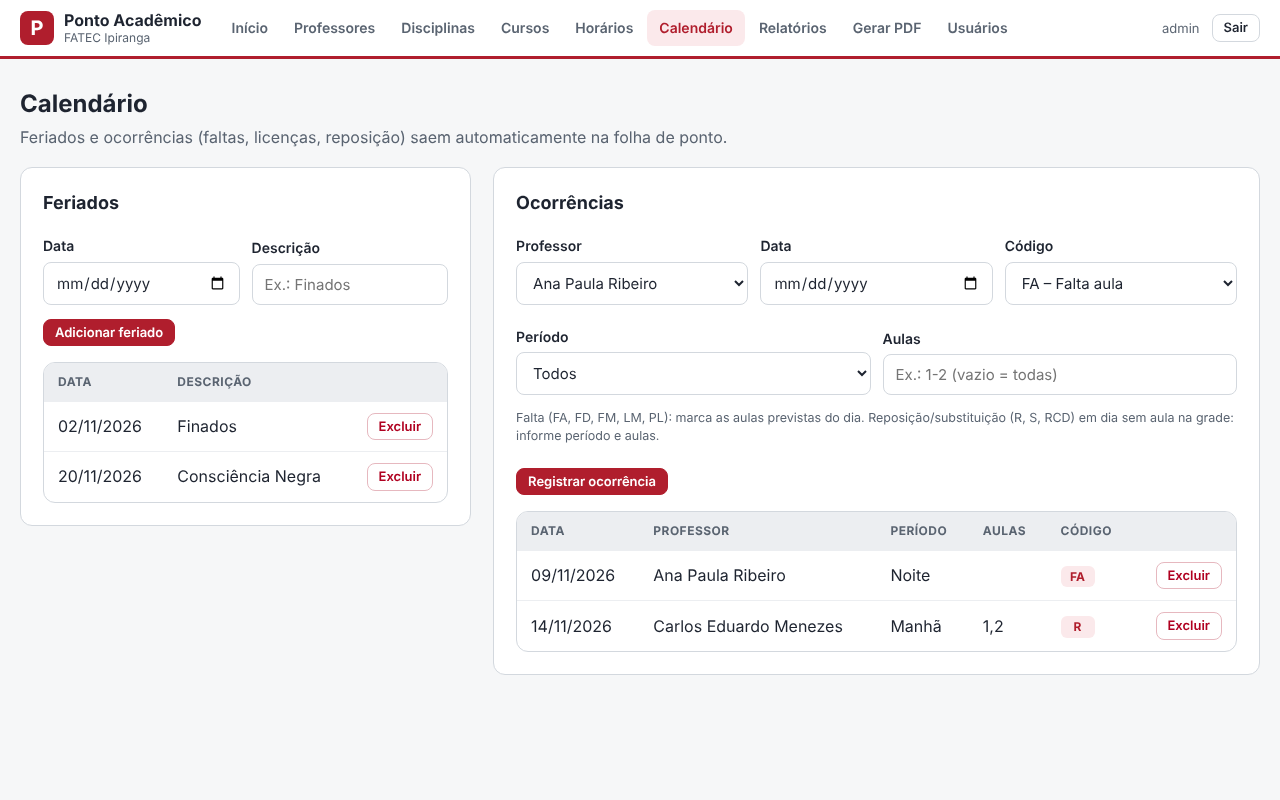 P
Ponto Acadêmico
FATEC Ipiranga
Início Professores Disciplinas Cursos Horários Calendário Relatórios Gerar PDF Usuários
admin Sair
Calendário
Feriados e ocorrências (faltas, licenças, reposição) saem automaticamente na folha de ponto.
Feriados
Data Descrição
mm/dd/yyyy Ex.: Finados
Adicionar feriado
DATA DESCRIÇÃO
02/11/2026 Finados Excluir
20/11/2026 Consciência Negra Excluir
Ocorrências
Professor Data Código
Ana Paula Ribeiro mm/dd/yyyy FA – Falta aula
Período Aulas
Todos Ex.: 1-2 (vazio = todas)
Falta (FA, FD, FM, LM, PL): marca as aulas previstas do dia. Reposição/substituição (R, S, RCD) em dia sem aula na grade:
informe período e aulas.
Registrar ocorrência
DATA PROFESSOR PERÍODO AULAS CÓDIGO
09/11/2026 Ana Paula Ribeiro Noite FA Excluir
14/11/2026 Carlos Eduardo Menezes Manhã 1,2 R Excluir